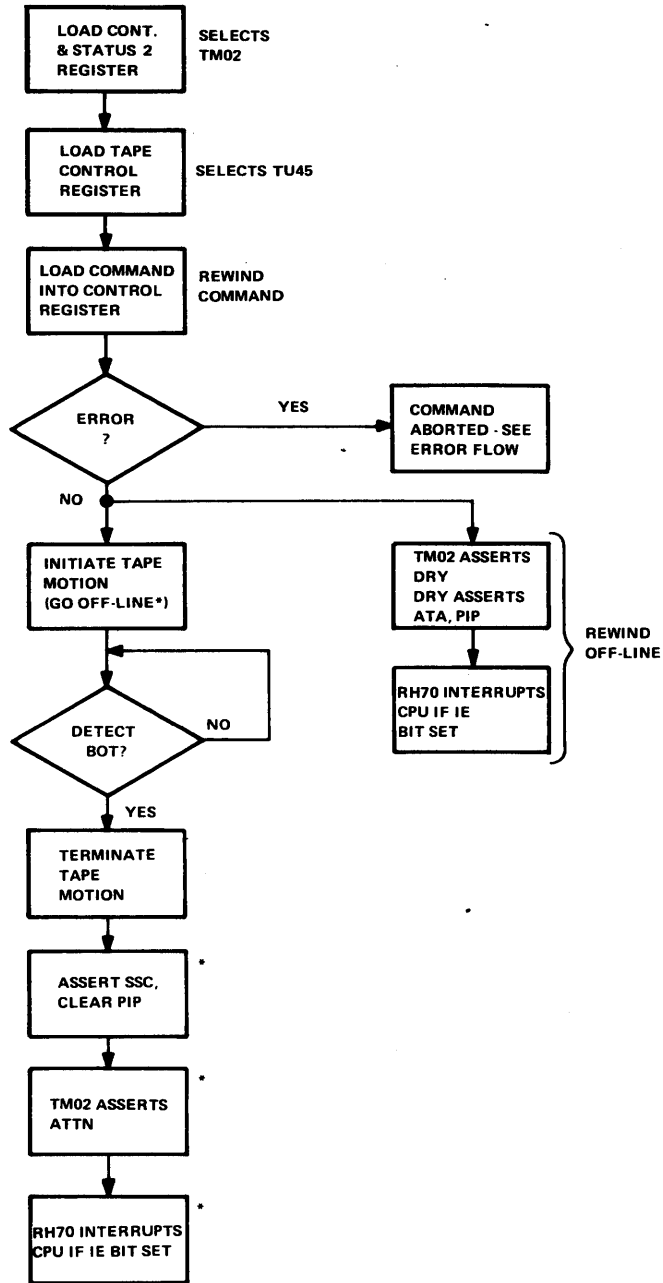 LOAD CONT.
& STATUS 2
REGISTER
SELECTS
TM02
LOAD TAPE
CONTROL
REGISTER
SELECTS TU45
LOAD COMMAND
INTO CONTROL
REGISTER
REWIND
COMMAND
ERROR
?
YES
COMMAND
ABORTED - SEE
ERROR FLOW
NO
INITIATE TAPE
MOTION
(GO OFF-LINE*)
TM02 ASSERTS
DRY
DRY ASSERTS
ATA, PIP
REWIND
OFF-LINE
RH70 INTERRUPTS
CPU IF IE
BIT SET
DETECT
BOT?
NO
YES
TERMINATE
TAPE
MOTION
ASSERT SSC,
CLEAR PIP
*
TM02 ASSERTS
ATTN
*
RH70 INTERRUPTS
CPU IF IE BIT SET
*